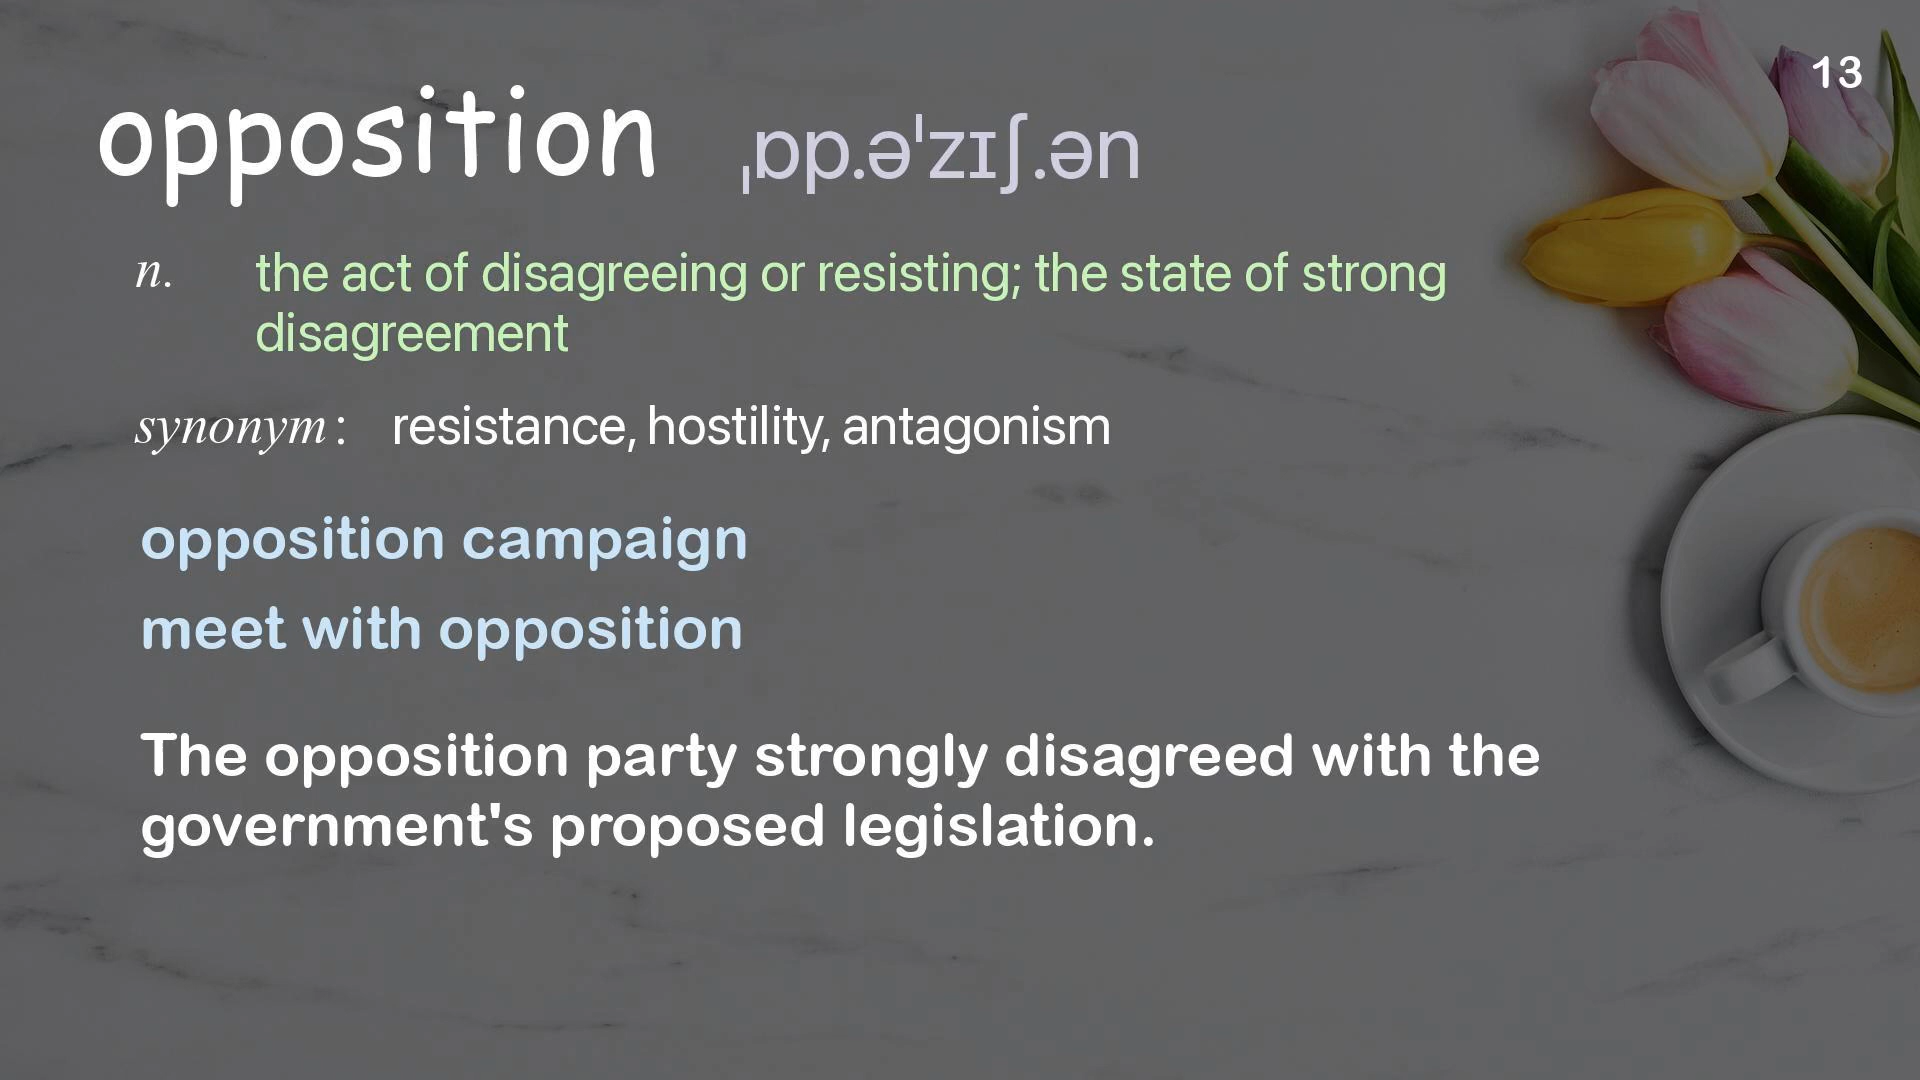 13
opposition ˌɒp.əˈzɪʃ.ən
n. the act of disagreeing or resisting; the state of strong
disagreement
synonym : resistance, hostility, antagonism
opposition campaign
meet with opposition
The opposition party strongly disagreed with the
government's proposed legislation.